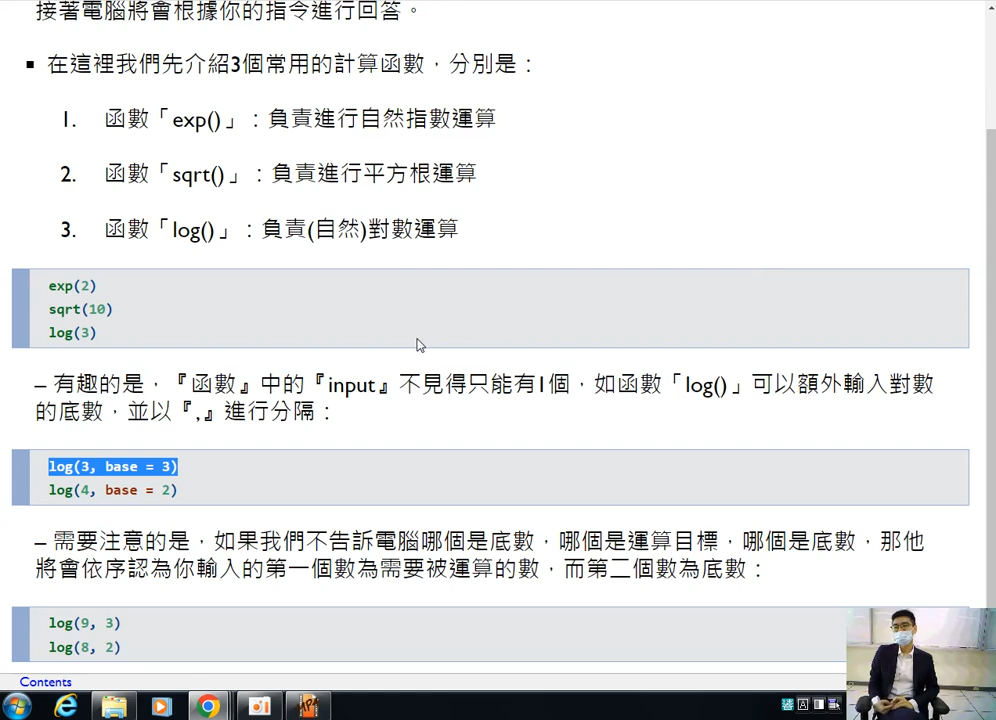 接著電腦將會根據你的指令進行回答。
▪ 在這裡我們先介紹3個常用的計算函數，分別是：
1. 函數「exp()」：負責進行自然指數運算
2. 函數「sqrt()」：負責進行平方根運算
3. 函數「log()」：負責(自然)對數運算
exp(2)
sqrt(10)
log(3)
– 有趣的是，『函數』中的『input』不見得只能有1個，如函數「log()」可以額外輸入對數
的底數，並以『,』進行分隔：
log(3, base = 3)
log(4, base = 2)
– 需要注意的是，如果我們不告訴電腦哪個是底數，哪個是運算目標，哪個是底數，那他
將會依序認為你輸入的第一個數為需要被運算的數，而第二個數為底數：
log(9, 3)
log(8, 2)
Contents